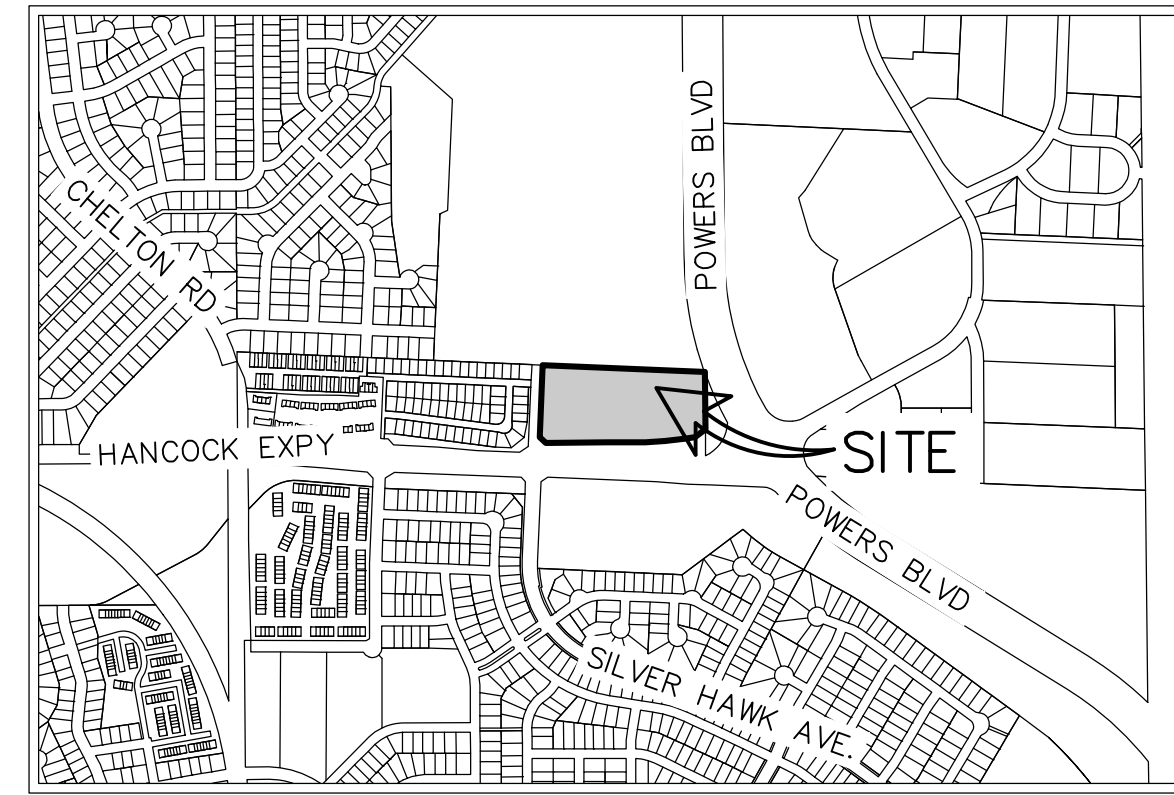 POWERS BLVD
CHELTON RD
HANCOCK EXPY
SITE
POWERS BLVD
SILVER HAWK AVE.